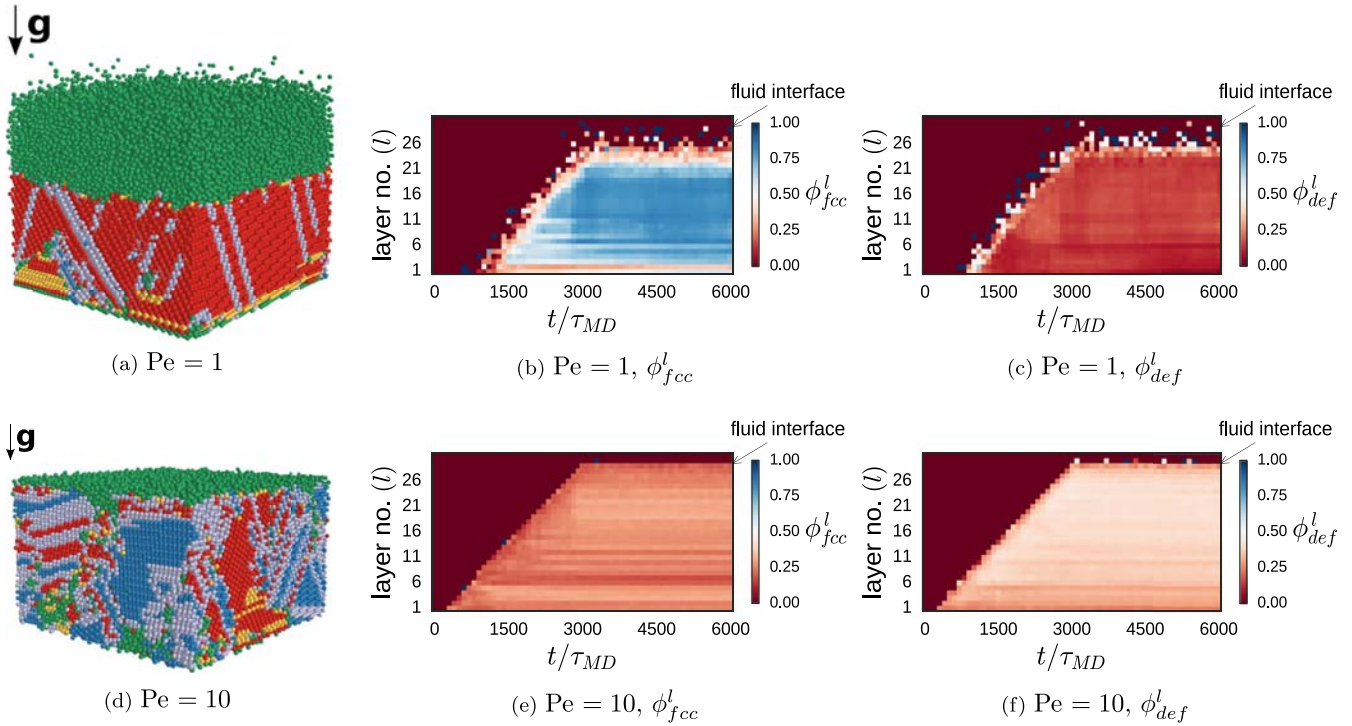 g
fluid interface
layer no. (l)
26
21
16
11
6
1
0 1500 3000 4500 6000
t/τ_MD
1.00
0.75
0.50
0.25
0.00
ϕ^l_fcc
fluid interface
layer no. (l)
26
21
16
11
6
1
0 1500 3000 4500 6000
t/τ_MD
1.00
0.75
0.50
0.25
0.00
ϕ^l_def
(a) Pe = 1
(b) Pe = 1, ϕ^l_fcc
(c) Pe = 1, ϕ^l_def
g
fluid interface
layer no. (l)
26
21
16
11
6
1
0 1500 3000 4500 6000
t/τ_MD
1.00
0.75
0.50
0.25
0.00
ϕ^l_fcc
fluid interface
layer no. (l)
26
21
16
11
6
1
0 1500 3000 4500 6000
t/τ_MD
1.00
0.75
0.50
0.25
0.00
ϕ^l_def
(d) Pe = 10
(e) Pe = 10, ϕ^l_fcc
(f) Pe = 10, ϕ^l_def